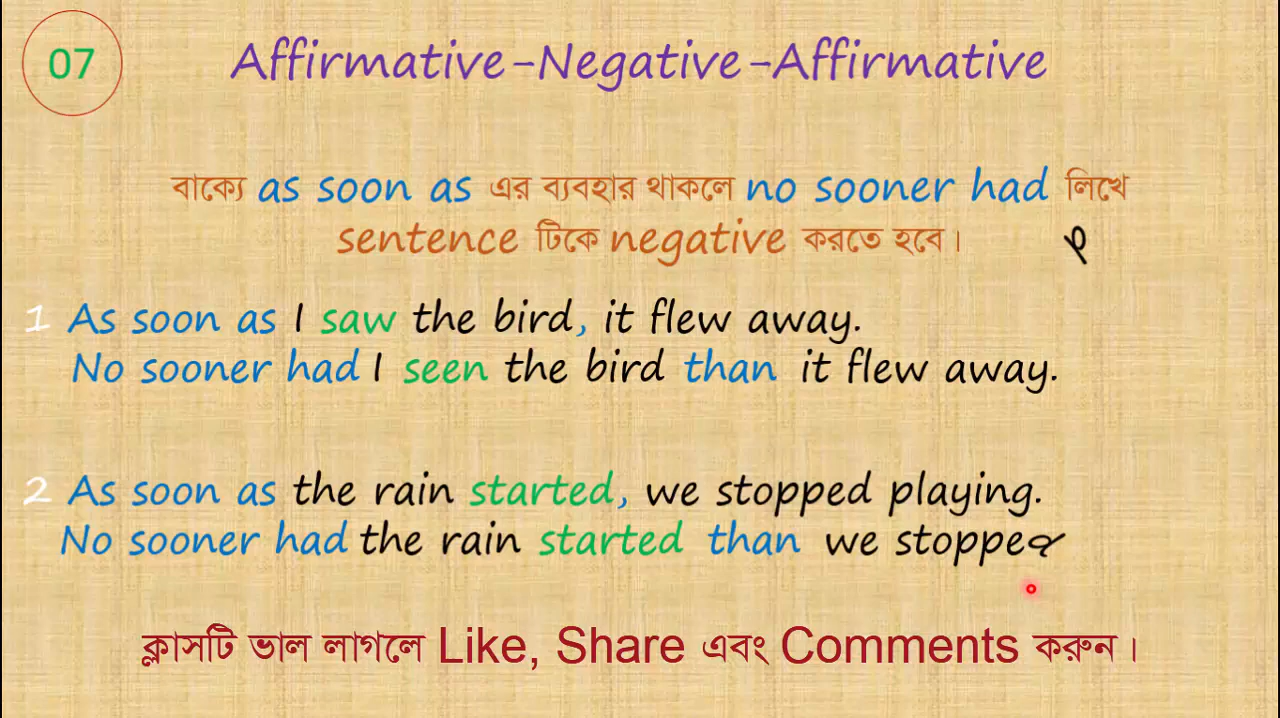 07
Affirmative-Negative-Affirmative
বাক্যে as soon as এর ব্যবহার থাকলে no sooner had লিখে
sentence টিকে negative করতে হবে।
1 As soon as I saw the bird, it flew away.
No sooner had I seen the bird than it flew away.
2 As soon as the rain started, we stopped playing.
No sooner had the rain started than we stopped
ক্লাসটি ভাল লাগলে Like, Share এবং Comments করুন।